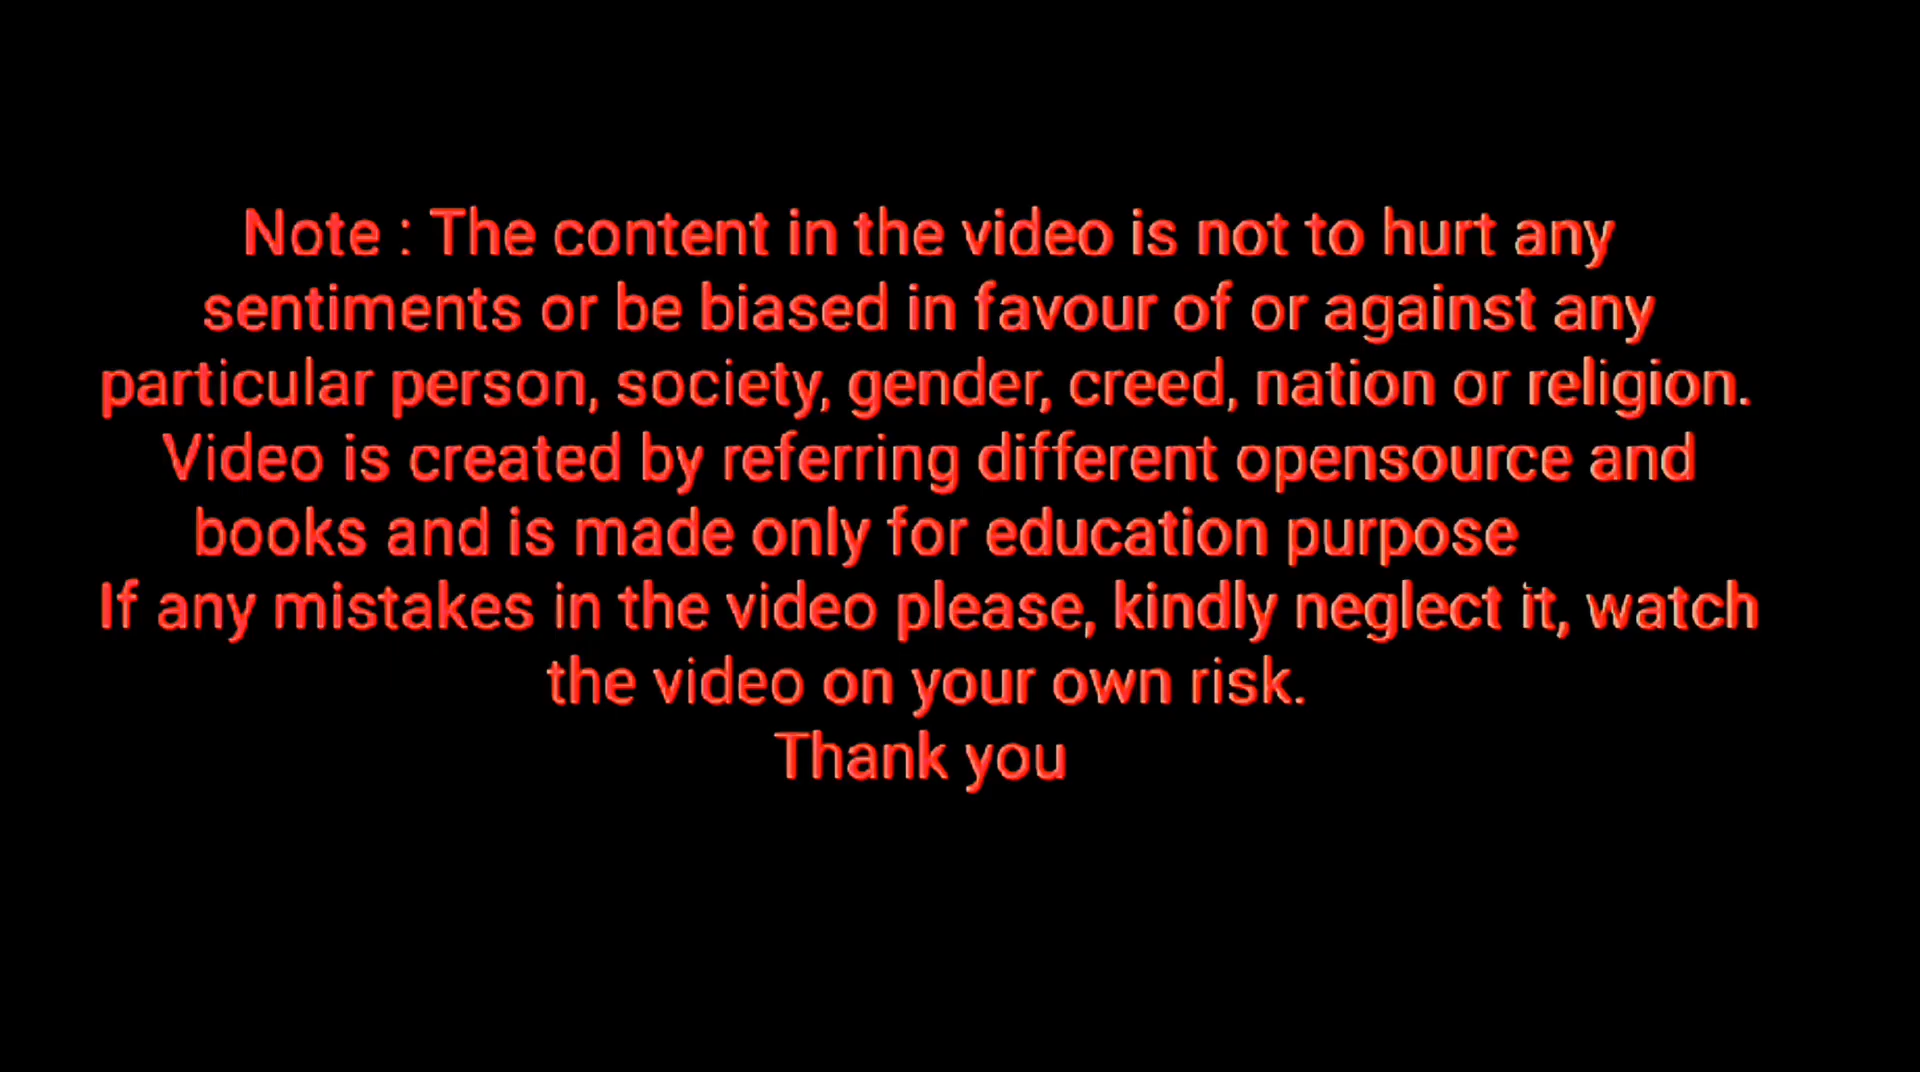 Note : The content in the video is not to hurt any
sentiments or be biased in favour of or against any
particular person, society, gender, creed, nation or religion.
Video is created by referring different opensource and
books and is made only for education purpose
If any mistakes in the video please, kindly neglect it, watch
the video on your own risk.
Thank you